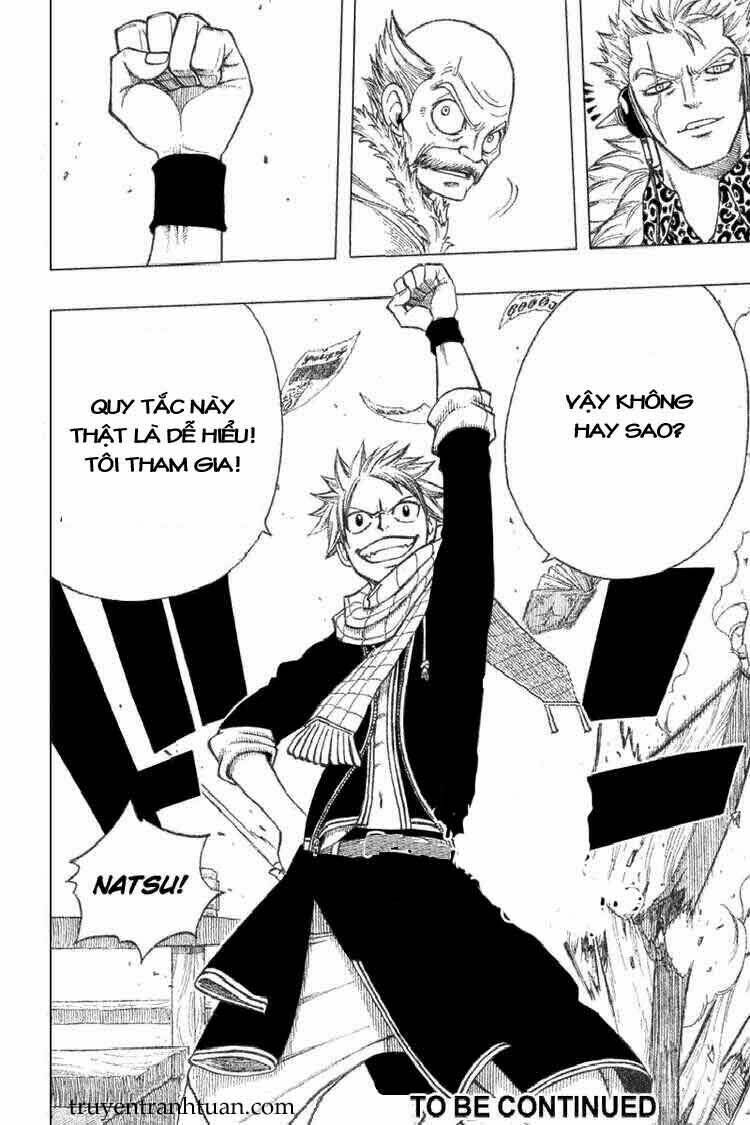 VẬY KHÔNG
HAY SAO?
QUY TẮC NÀY
THẬT LÀ DỄ HIỂU!
TÔI THAM GIA!
NATSU!
truyentranhtuan.com
TO BE CONTINUED